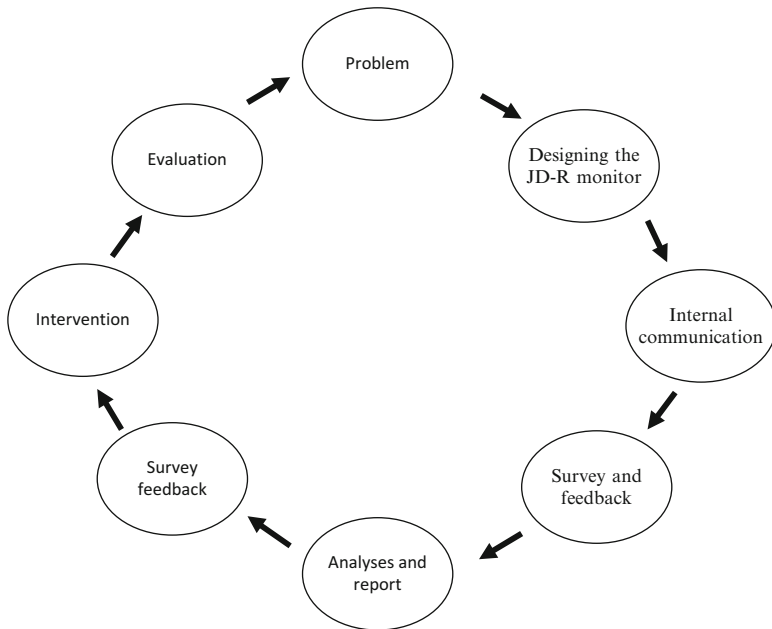 Problem
Designing the
JD-R monitor
Internal
communication
Survey and
feedback
Analyses and
report
Survey
feedback
Intervention
Evaluation